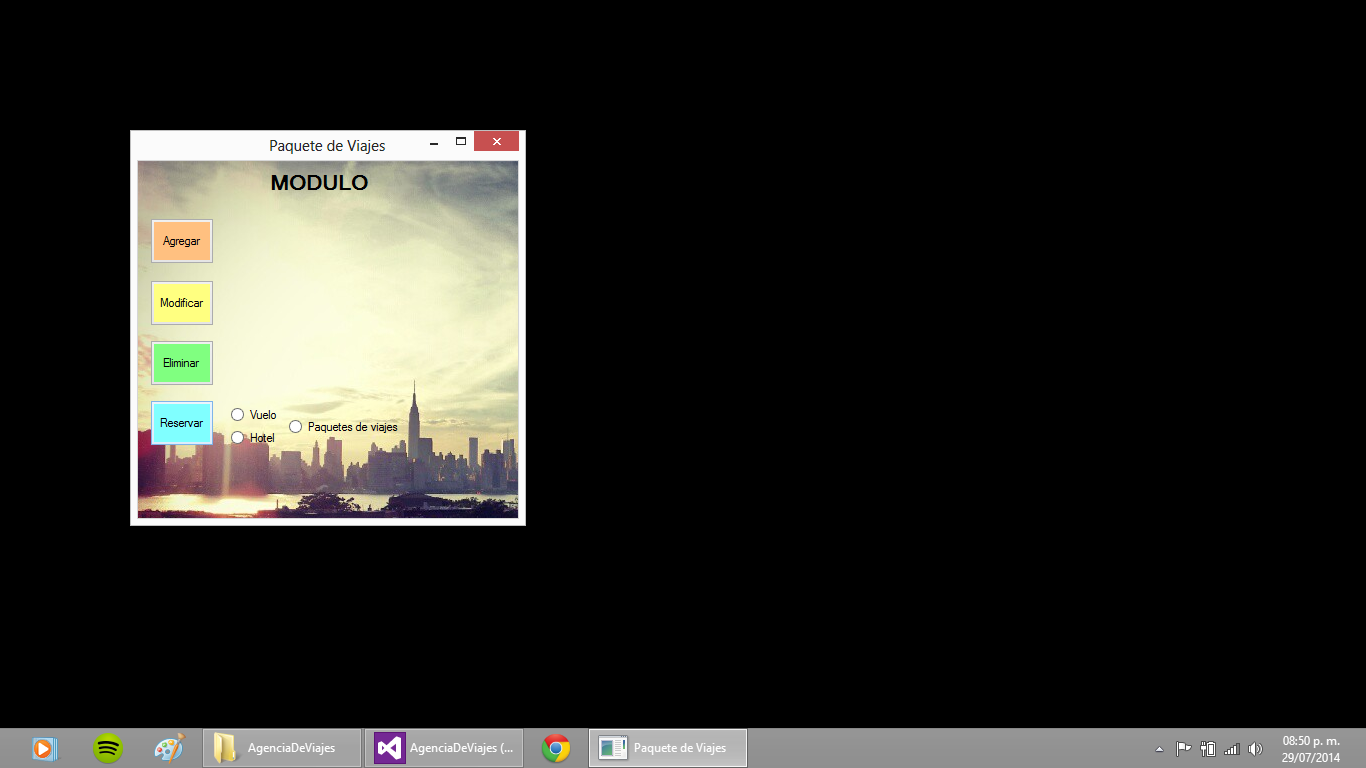 Paquete de Viajes
MODULO
Agregar
Modificar
Eliminar
Reservar
Vuelo
Hotel
Paquetes de viajes
AgenciaDeViajes
AgenciaDeViajes (...
Paquete de Viajes
08:50 p. m.
29/07/2014